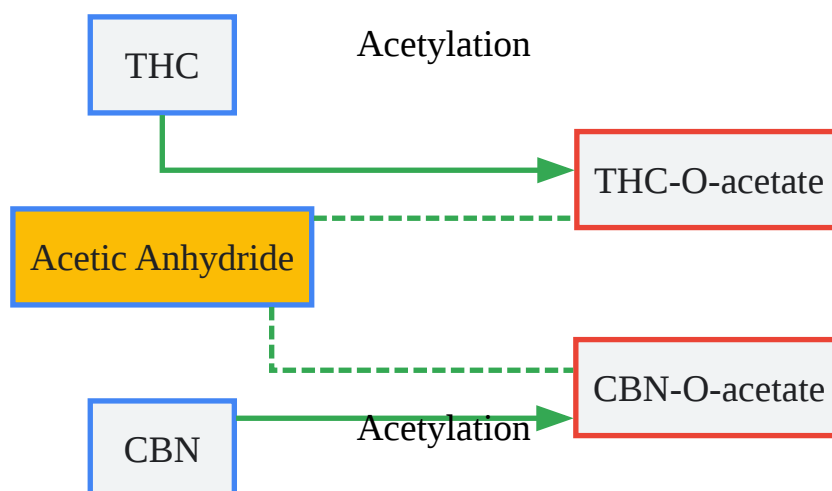 THC
Acetylation
THC-O-acetate
Acetic Anhydride
CBN-O-acetate
Acetylation
CBN